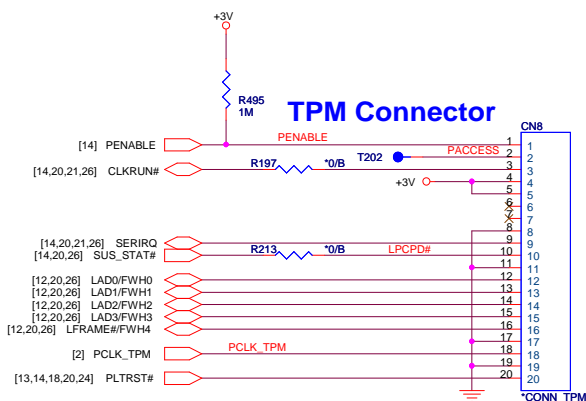 +3V
R495
1M
TPM Connector
CN8
[14] PENABLE PENABLE 1 1
T202 PACCESS 2 2
[14,20,21,26] CLKRUN# R197 *0/B 3 3
+3V 4 4
5 5
6 6
7 7
8 8
[14,20,21,26] SERIRQ 9 9
[14,20,26] SUS_STAT# R213 *0/B LPCPD# 10 10
11 11
[12,20,26] LAD0/FWH0 12 12
[12,20,26] LAD1/FWH1 13 13
[12,20,26] LAD2/FWH2 14 14
[12,20,26] LAD3/FWH3 15 15
[12,20,26] LFRAME#/FWH4 16 16
17 17
[2] PCLK_TPM PCLK_TPM 18 18
19 19
[13,14,18,20,24] PLTRST# 20 20
*CONN_TPM